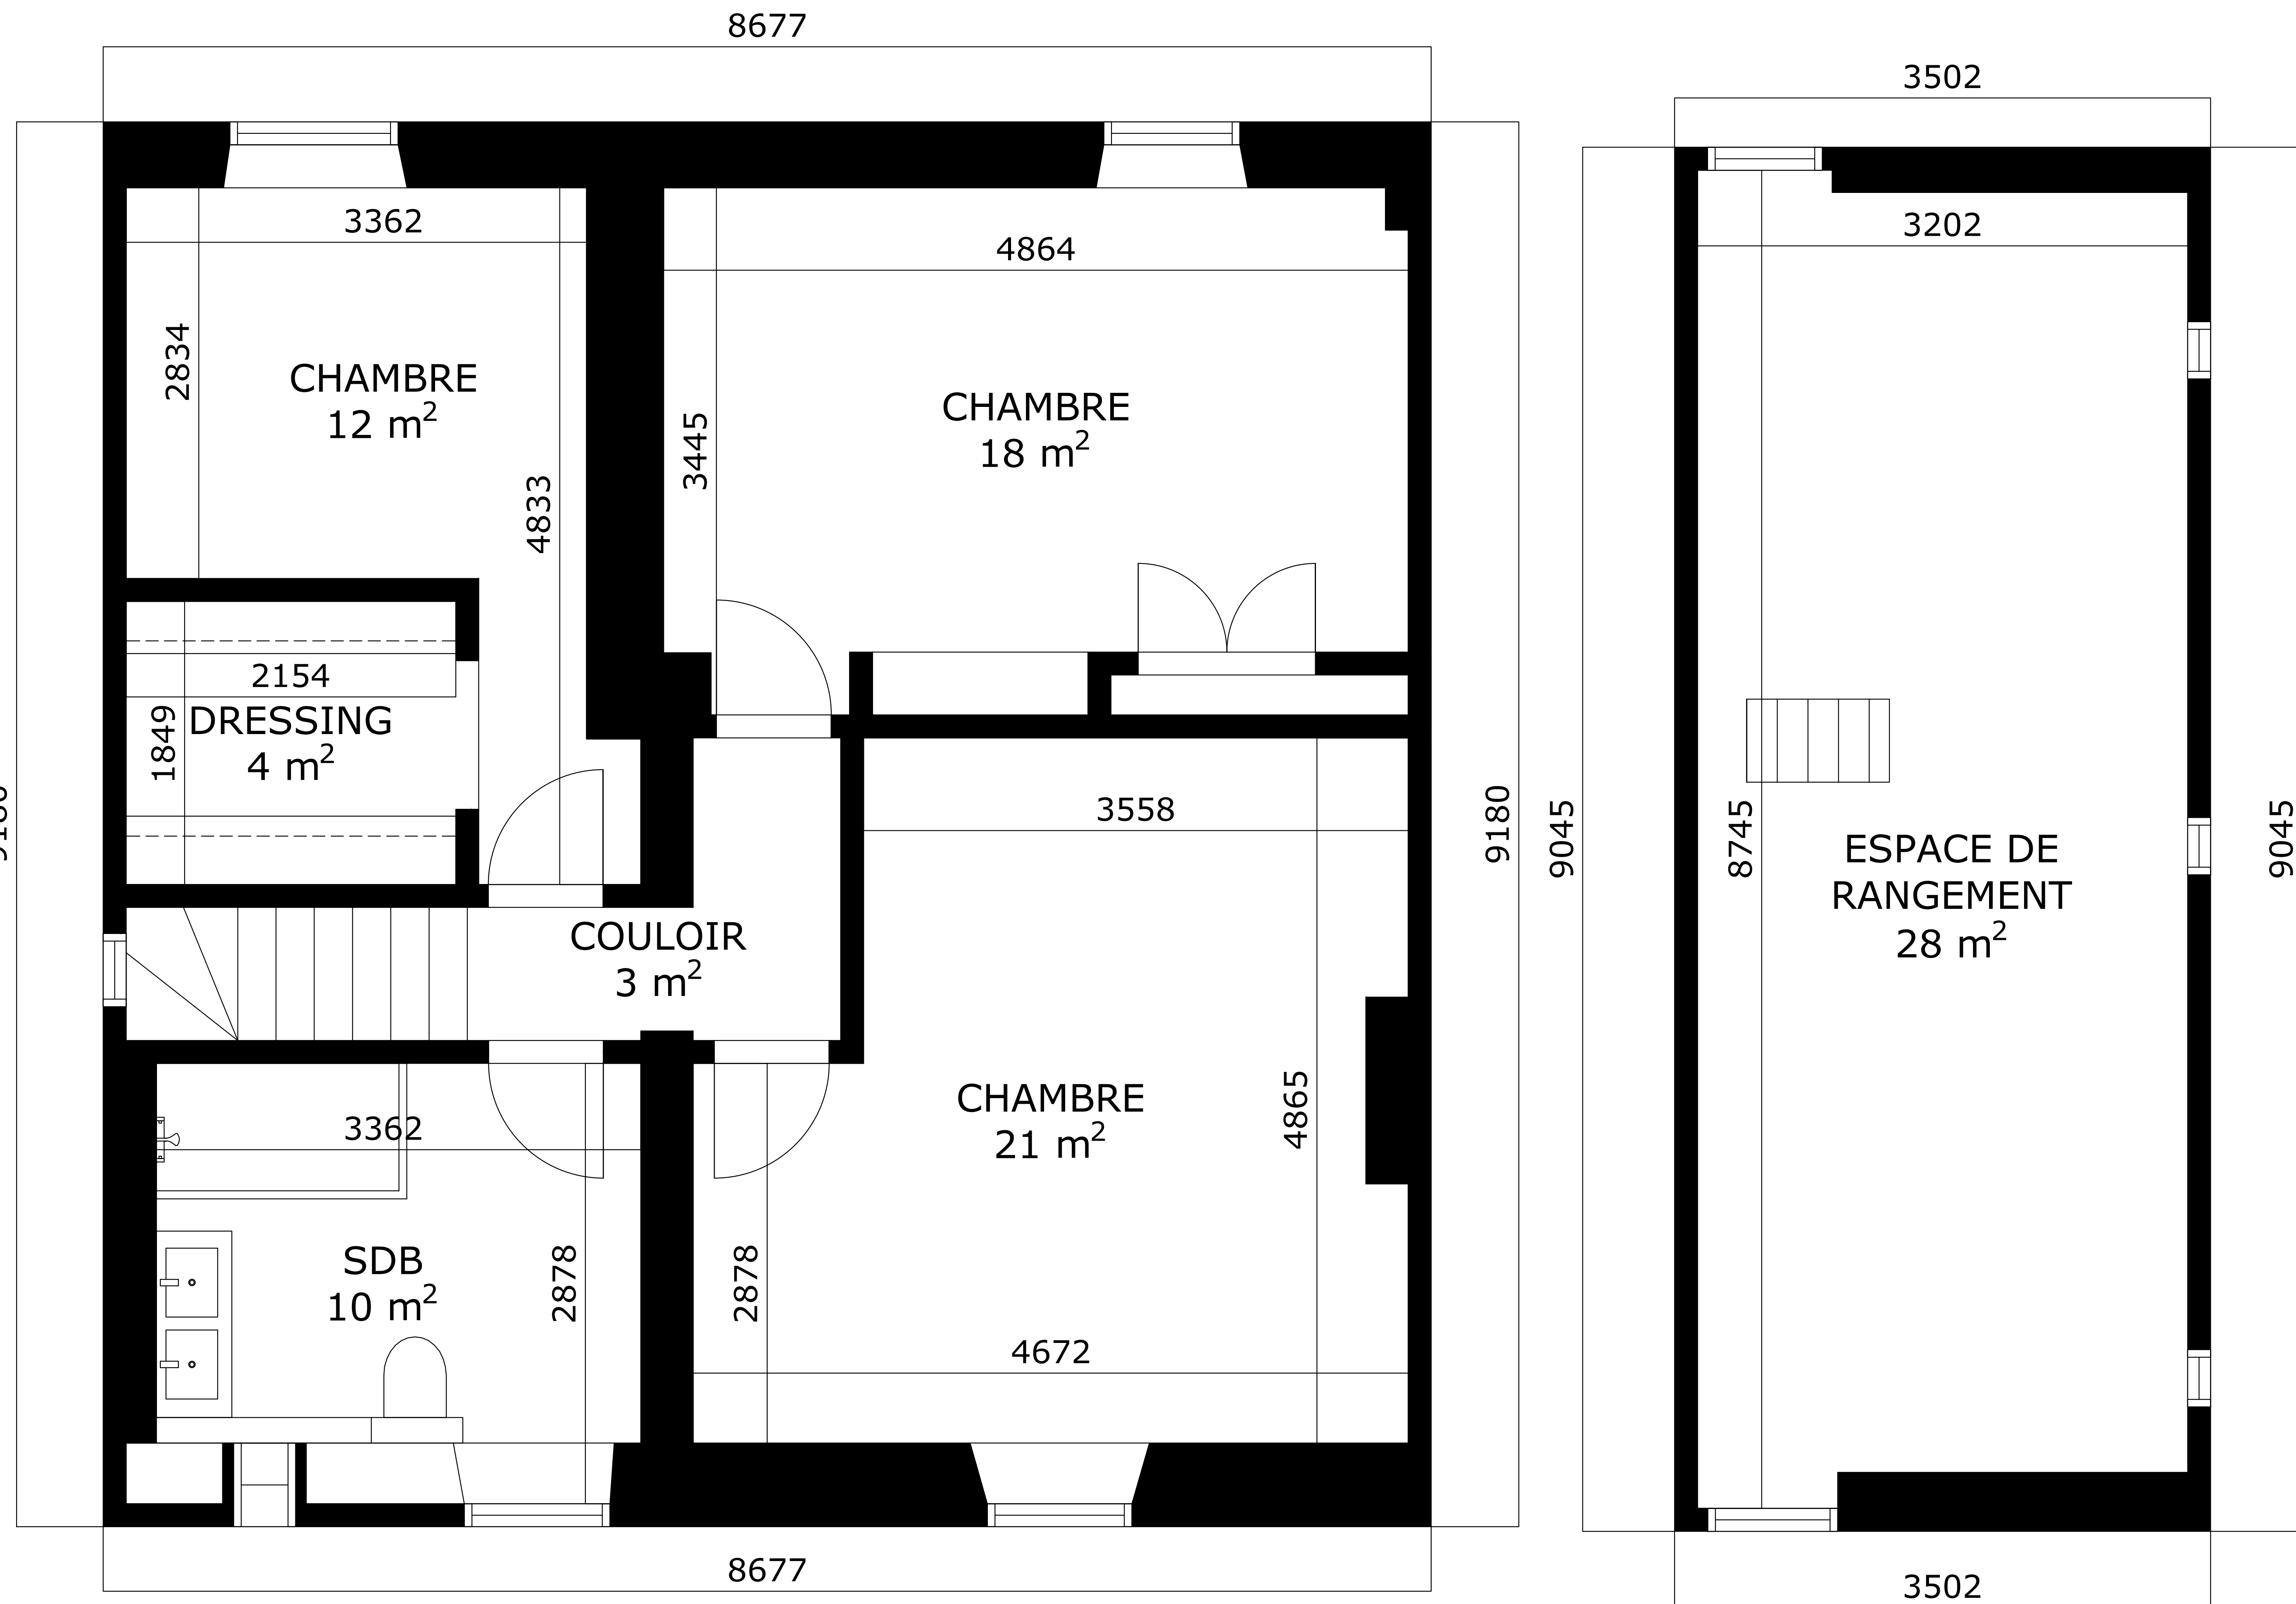 8677
3502
3362
4864
3202
2834
CHAMBRE
12 m²
4833
3445
CHAMBRE
18 m²
2154
1849
DRESSING
4 m²
3558
9180
9045
8745
ESPACE DE
RANGEMENT
28 m²
9045
COULOIR
3 m²
3362
CHAMBRE
21 m²
4865
SDB
10 m²
2878
2878
4672
8677
3502